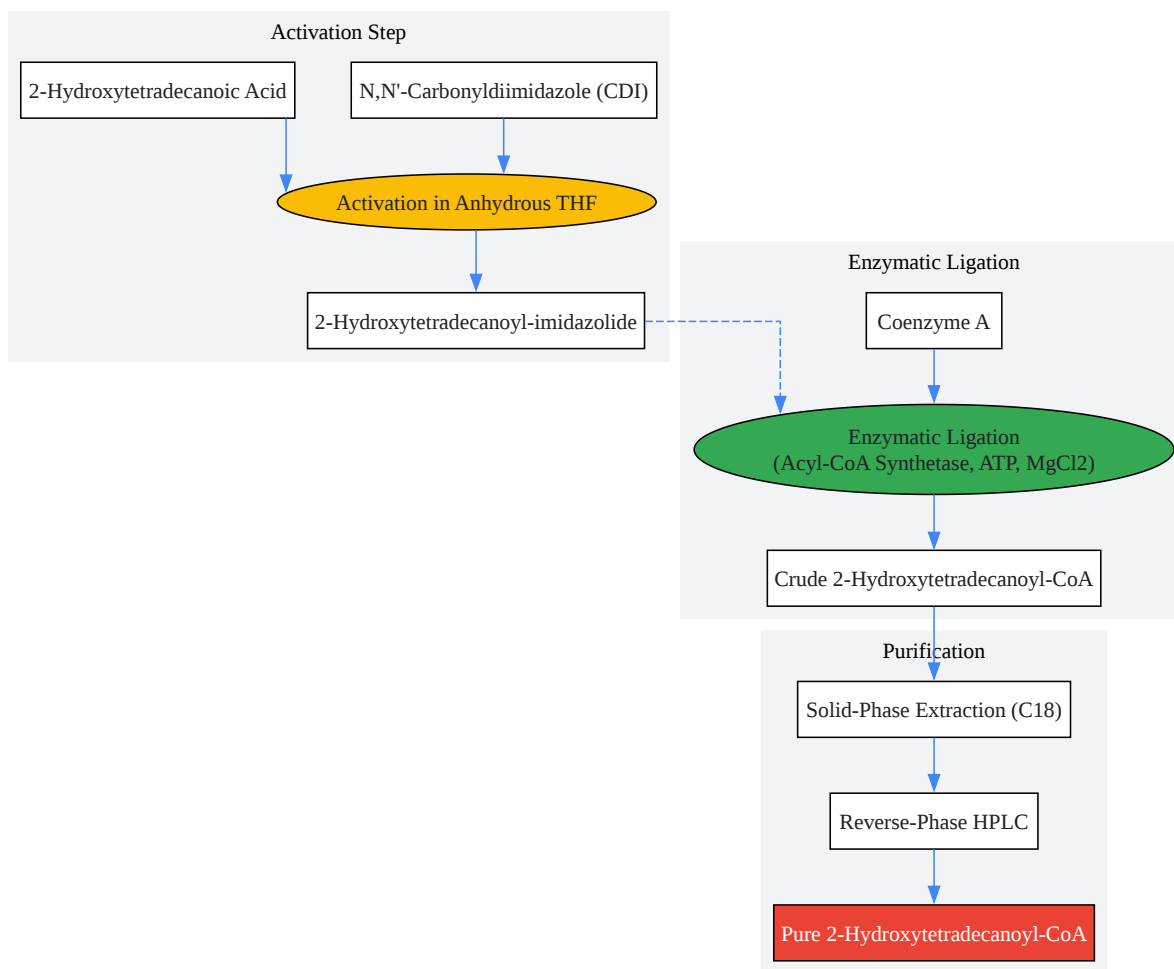 Activation Step
2-Hydroxytetradecanoic Acid
N,N'-Carbonyldiimidazole (CDI)
Activation in Anhydrous THF
2-Hydroxytetradecanoyl-imidazolide
Enzymatic Ligation
Coenzyme A
Enzymatic Ligation
(Acyl-CoA Synthetase, ATP, MgCl2)
Crude 2-Hydroxytetradecanoyl-CoA
Purification
Solid-Phase Extraction (C18)
Reverse-Phase HPLC
Pure 2-Hydroxytetradecanoyl-CoA